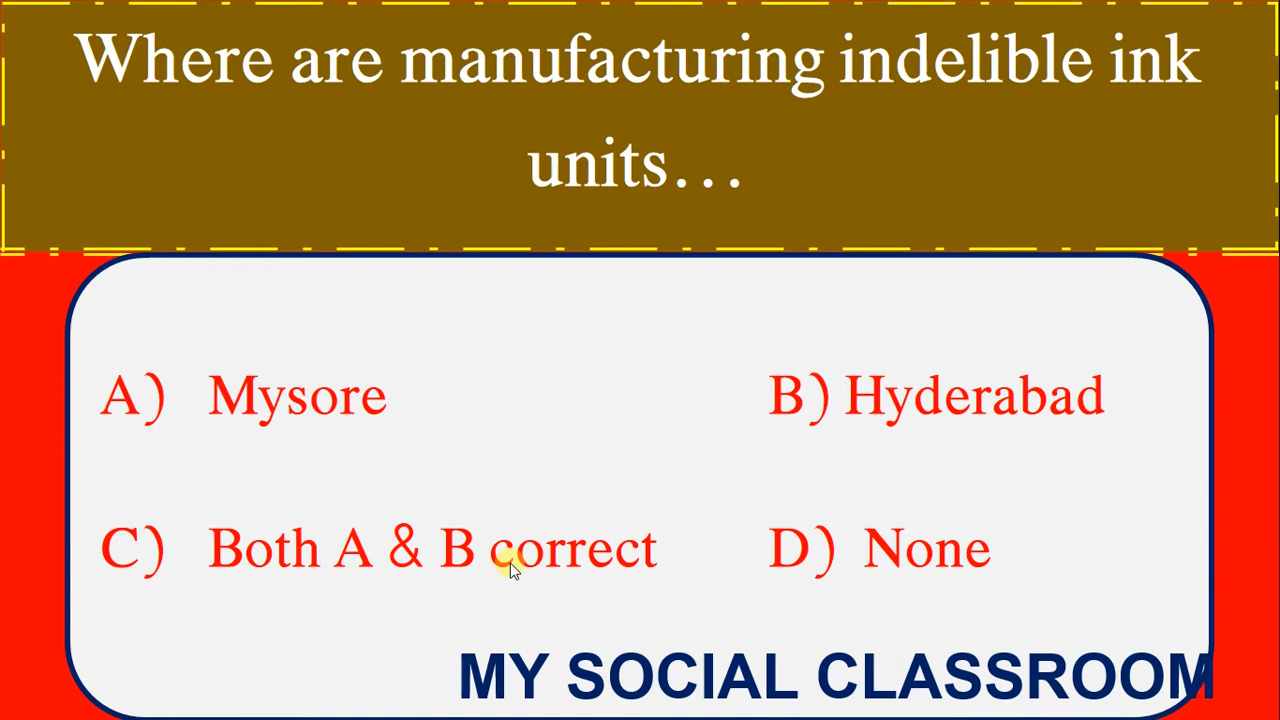 Where are manufacturing indelible ink
units…
A) Mysore B) Hyderabad
C) Both A & B correct D) None
MY SOCIAL CLASSROOM